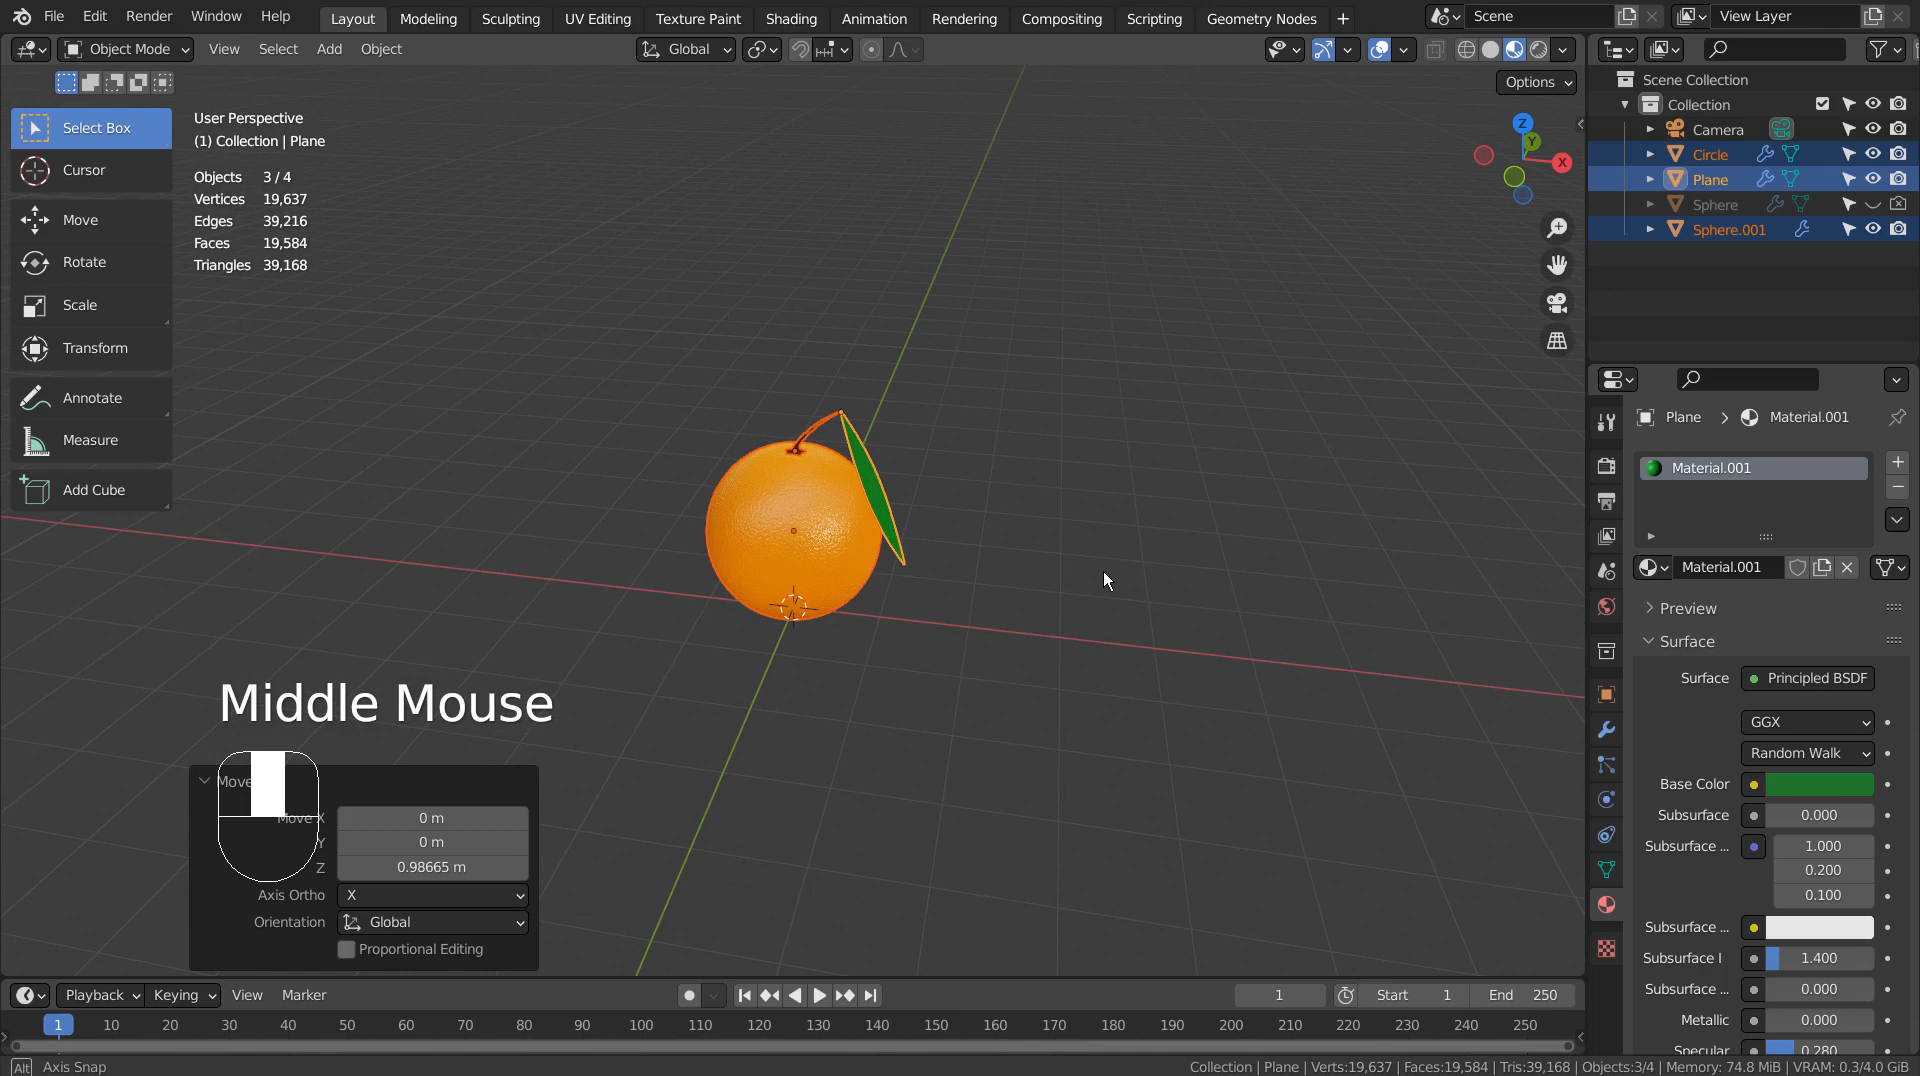 File Edit Render Window Help Layout Modeling Sculpting UV Editing Texture Paint Shading Animation Rendering Compositing Scripting Geometry Nodes + Scene View Layer
Object Mode View Select Add Object Global
Options
Select Box
Cursor
Move
Rotate
Scale
Transform
Annotate
Measure
Add Cube
User Perspective
(1) Collection | Plane
Objects 3 / 4
Vertices 19,637
Edges 39,216
Faces 19,584
Triangles 39,168
Z
Y
X
Middle Mouse
Move
Move X 0 m
Y 0 m
Z 0.98665 m
Axis Ortho X
Orientation Global
Proportional Editing
Scene Collection
Collection
Camera
Circle
Plane
Sphere
Sphere.001
Plane > Material.001
Material.001
Material.001
Preview
Surface
Surface Principled BSDF
GGX
Random Walk
Base Color
Subsurface 0.000
Subsurface ... 1.000
0.200
0.100
Subsurface ...
Subsurface I 1.400
Subsurface ... 0.000
Metallic 0.000
Specular 0.280
Playback Keying View Marker 1 Start 1 End 250
1 10 20 30 40 50 60 70 80 90 100 110 120 130 140 150 160 170 180 190 200 210 220 230 240 250
Alt Axis Snap Collection | Plane | Verts:19,637 | Faces:19,584 | Tris:39,168 | Objects:3/4 | Memory: 74.8 MiB | VRAM: 0.3/4.0 GiB